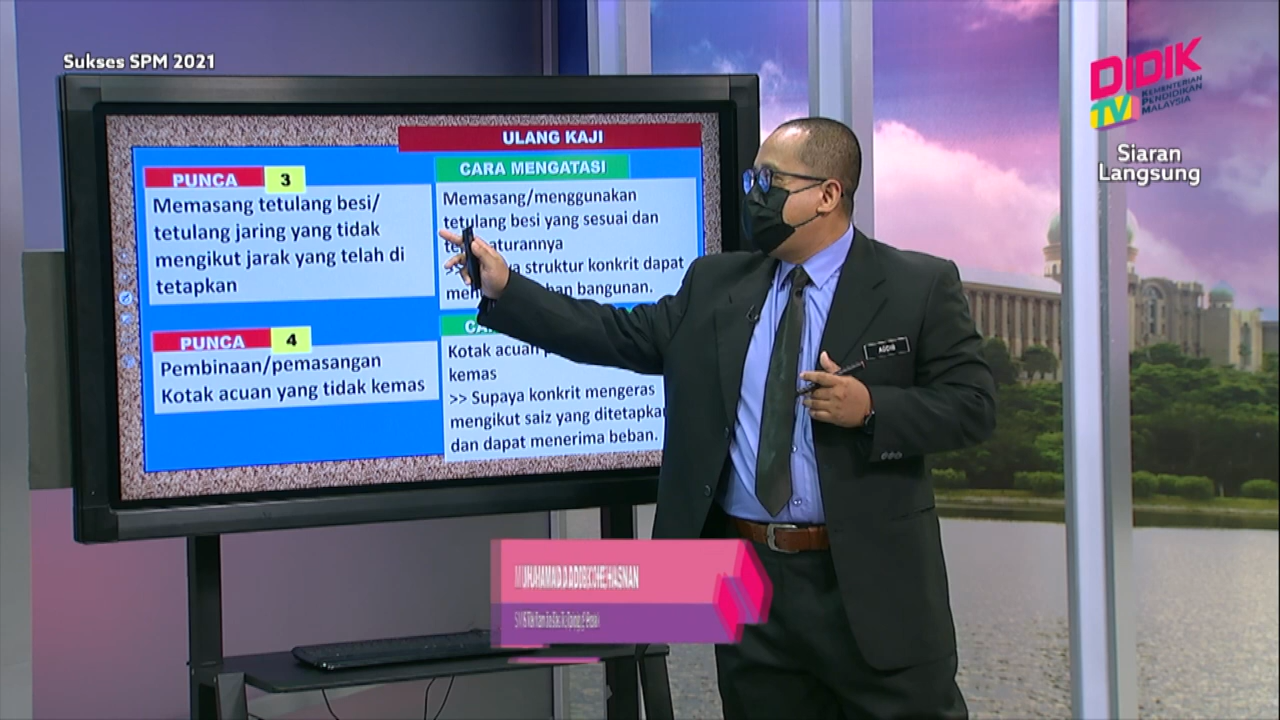 Sukses SPM 2021
DIDIK
TV
KEMENTERIAN
PENDIDIKAN
MALAYSIA
Siaran
Langsung
ULANG KAJI
PUNCA 3
Memasang tetulang besi/
tetulang jaring yang tidak
mengikut jarak yang telah di
tetapkan
CARA MENGATASI
Memasang/menggunakan
tetulang besi yang sesuai dan
struktur konkrit dapat
bangunan.
PUNCA 4
Pembinaan/pemasangan
Kotak acuan yang tidak kemas
Kotak acuan
kemas
>> Supaya konkrit mengeras
mengikut saiz yang ditetapkan
dan dapat menerima beban.